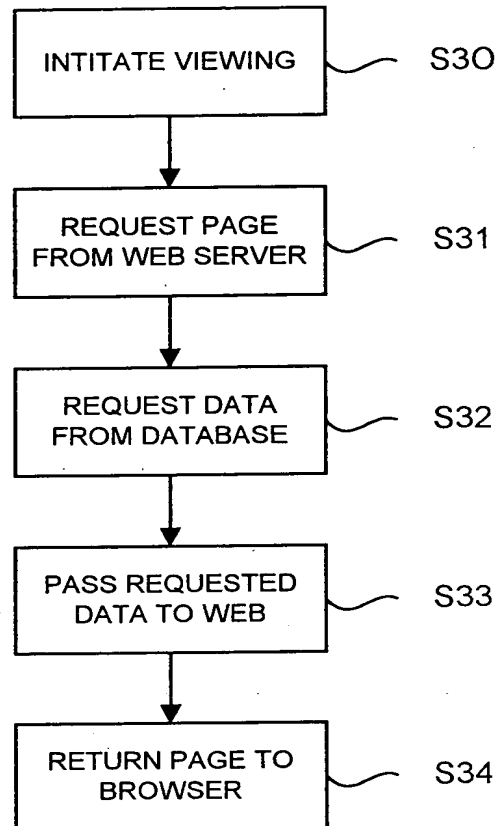 INTITATE VIEWING
S30
REQUEST PAGE
FROM WEB SERVER
S31
REQUEST DATA
FROM DATABASE
S32
PASS REQUESTED
DATA TO WEB
S33
RETURN PAGE TO
BROWSER
S34